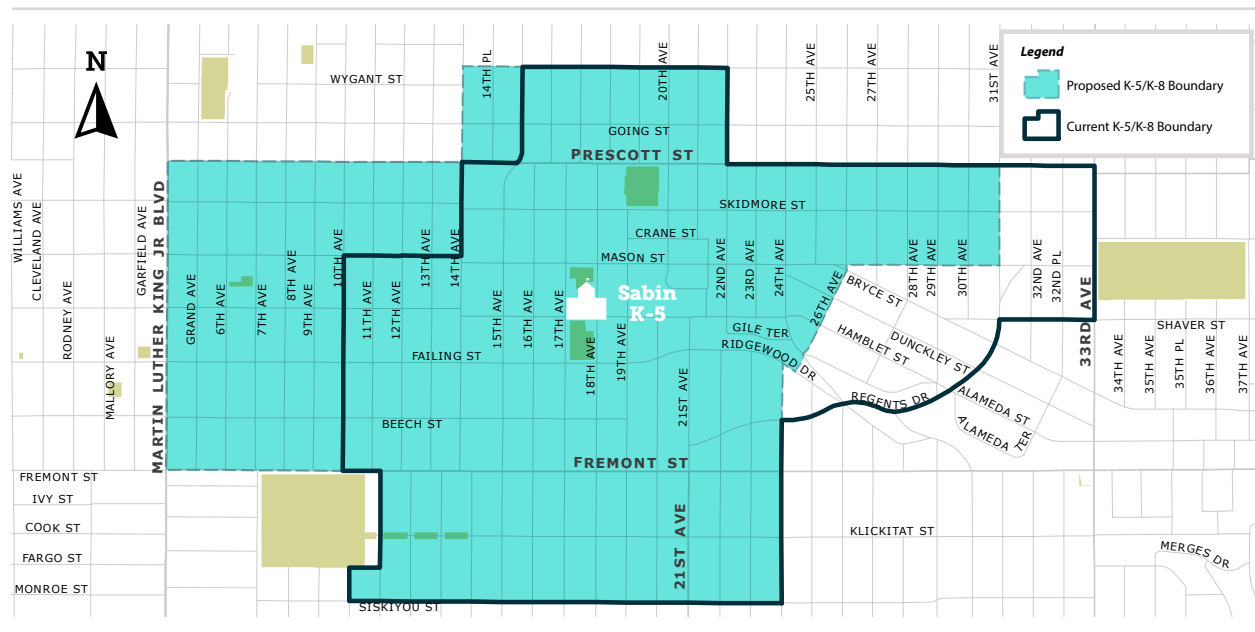 N
Legend
Proposed K-5/K-8 Boundary
Current K-5/K-8 Boundary
WYGANT ST
14TH PL
20TH AVE
25TH AVE
27TH AVE
31ST AVE
GOING ST
PRESCOTT ST
SKIDMORE ST
CRANE ST
MASON ST
WILLIAMS AVE
CLEVELAND AVE
RODNEY AVE
MALLORY AVE
GARFIELD AVE
MARTIN LUTHER KING JR BLVD
GRAND AVE
6TH AVE
7TH AVE
8TH AVE
9TH AVE
10TH AVE
11TH AVE
12TH AVE
13TH AVE
14TH AVE
15TH AVE
16TH AVE
17TH AVE
18TH AVE
19TH AVE
Sabin
K-5
21ST AVE
22ND AVE
23RD AVE
24TH AVE
26TH AVE
28TH AVE
29TH AVE
30TH AVE
32ND AVE
32ND PL
33RD AVE
BRYCE ST
GILE TER
RIDGEWOOD DR
HAMBLET ST
DUNCKLEY ST
REGENTS DR
ALAMEDA ST
ALAMEDA TER
SHAVER ST
34TH AVE
35TH AVE
35TH PL
36TH AVE
37TH AVE
FAILING ST
BEECH ST
FREMONT ST
FREMONT ST
IVY ST
COOK ST
FARGO ST
MONROE ST
21ST AVE
KLICKITAT ST
MERGES DR
SISKIYOU ST